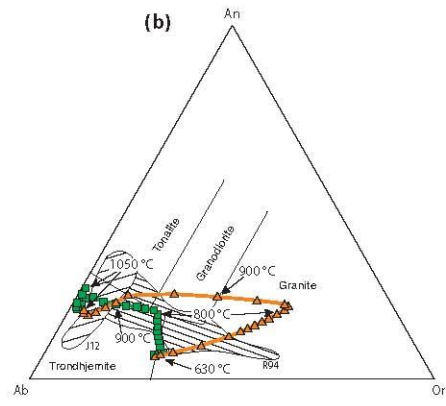 (b)
An
Tonalite
Granodiorite
1050 °C
900 °C
Granite
900 °C
800 °C
J12
Trondhjemite
630 °C
R94
Ab
Or